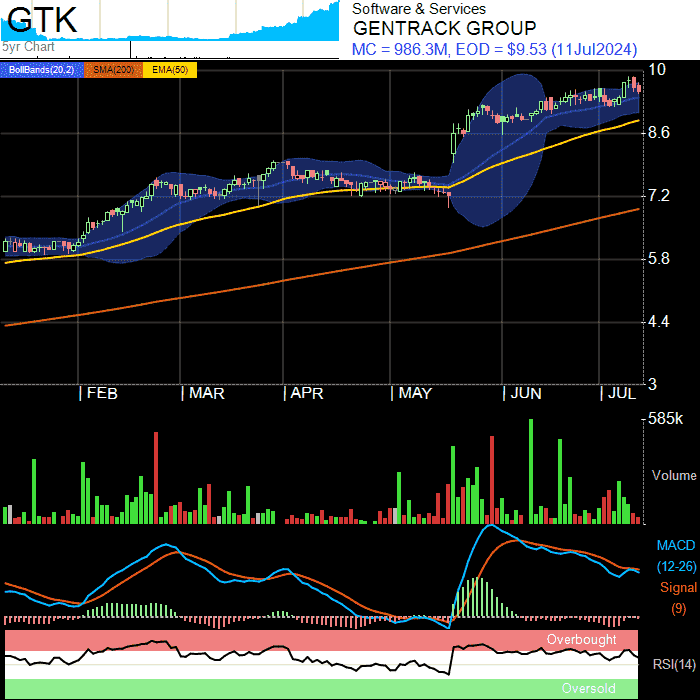 GTK
5yr Chart
Software & Services
GENTRACK GROUP
MC = 986.3M, EOD = $9.53 (11Jul2024)
BollBands(20,2) SMA(200) EMA(50)
10
8.6
7.2
5.8
4.4
3
FEB MAR APR MAY JUN JUL
585k
Volume
MACD
(12-26)
Signal
(9)
Overbought
RSI(14)
Oversold